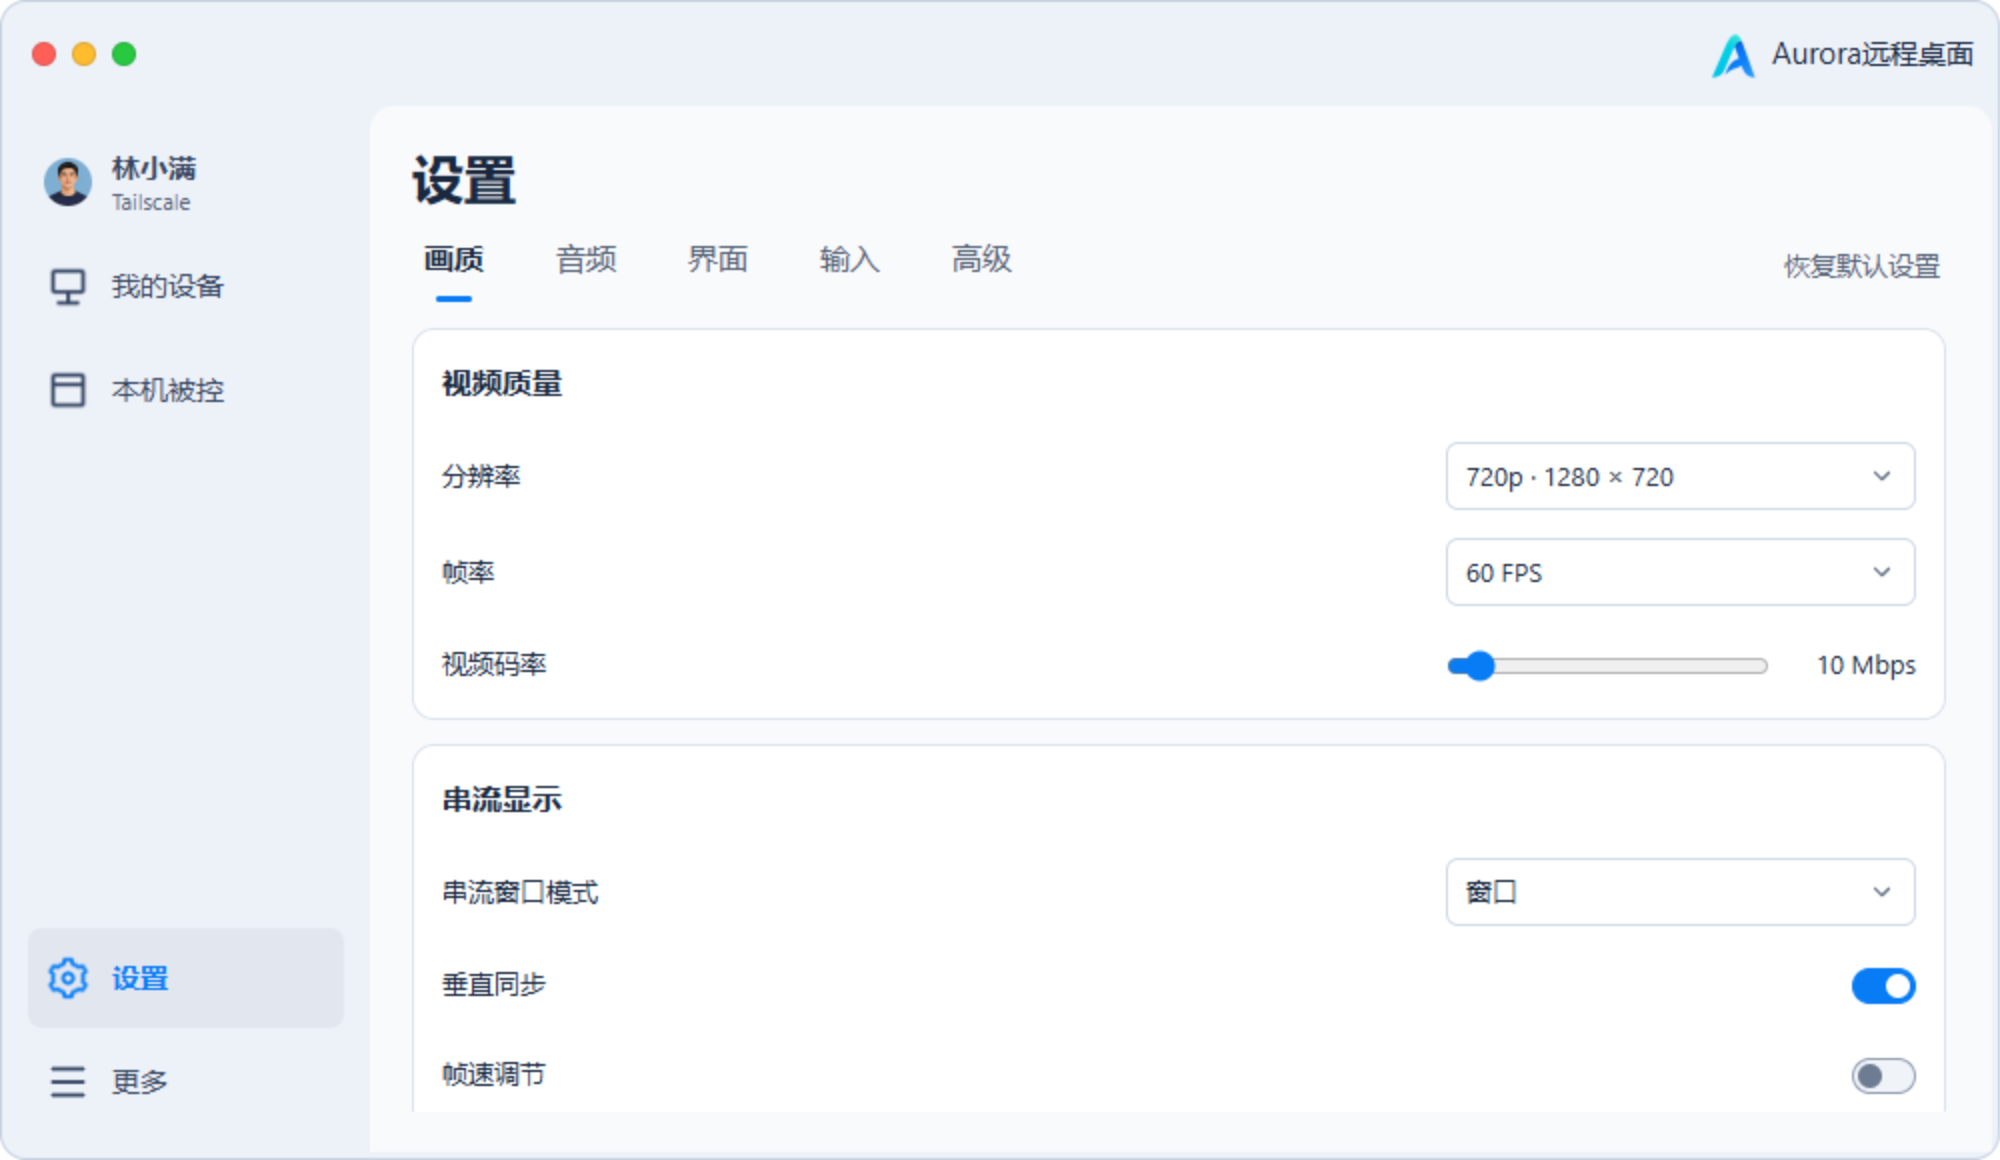 Aurora远程桌面
林小满
Tailscale
我的设备
本机被控
设置
更多
设置
画质
音频
界面
输入
高级
恢复默认设置
视频质量
分辨率
720p · 1280 × 720
帧率
60 FPS
视频码率
10 Mbps
串流显示
串流窗口模式
窗口
垂直同步
帧速调节